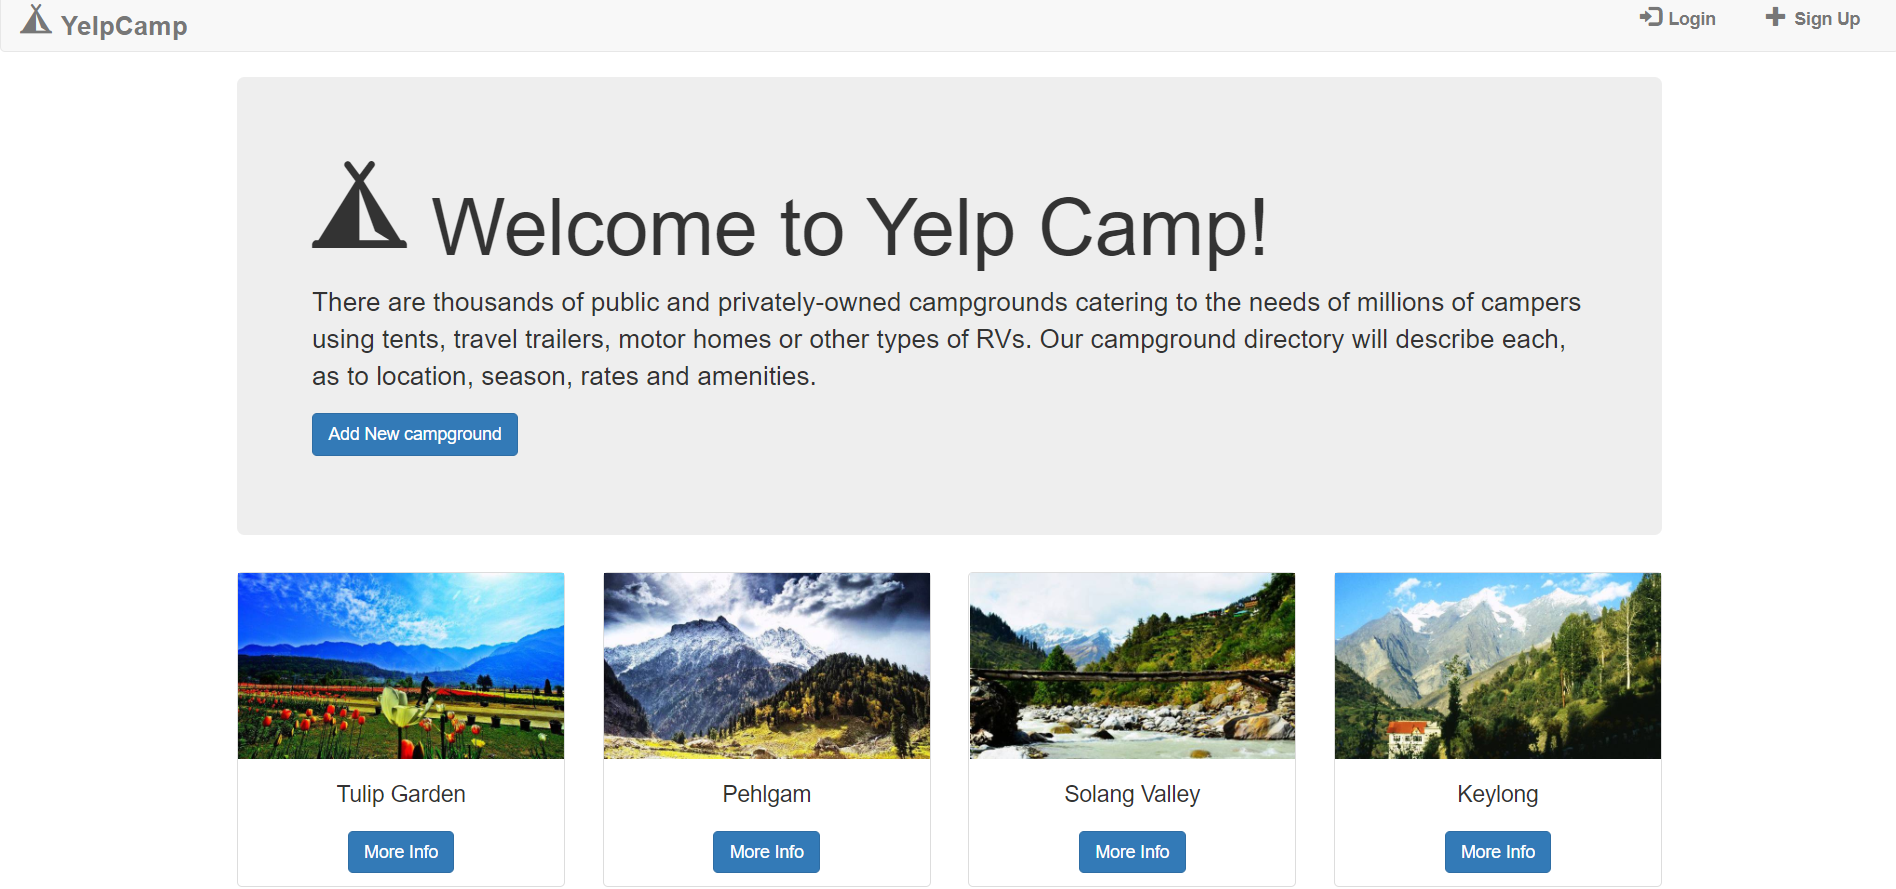 YelpCamp
Login
Sign Up
Welcome to Yelp Camp!
There are thousands of public and privately-owned campgrounds catering to the needs of millions of campers
using tents, travel trailers, motor homes or other types of RVs. Our campground directory will describe each,
as to location, season, rates and amenities.
Add New campground
Tulip Garden
Pehlgam
Solang Valley
Keylong
More Info
More Info
More Info
More Info